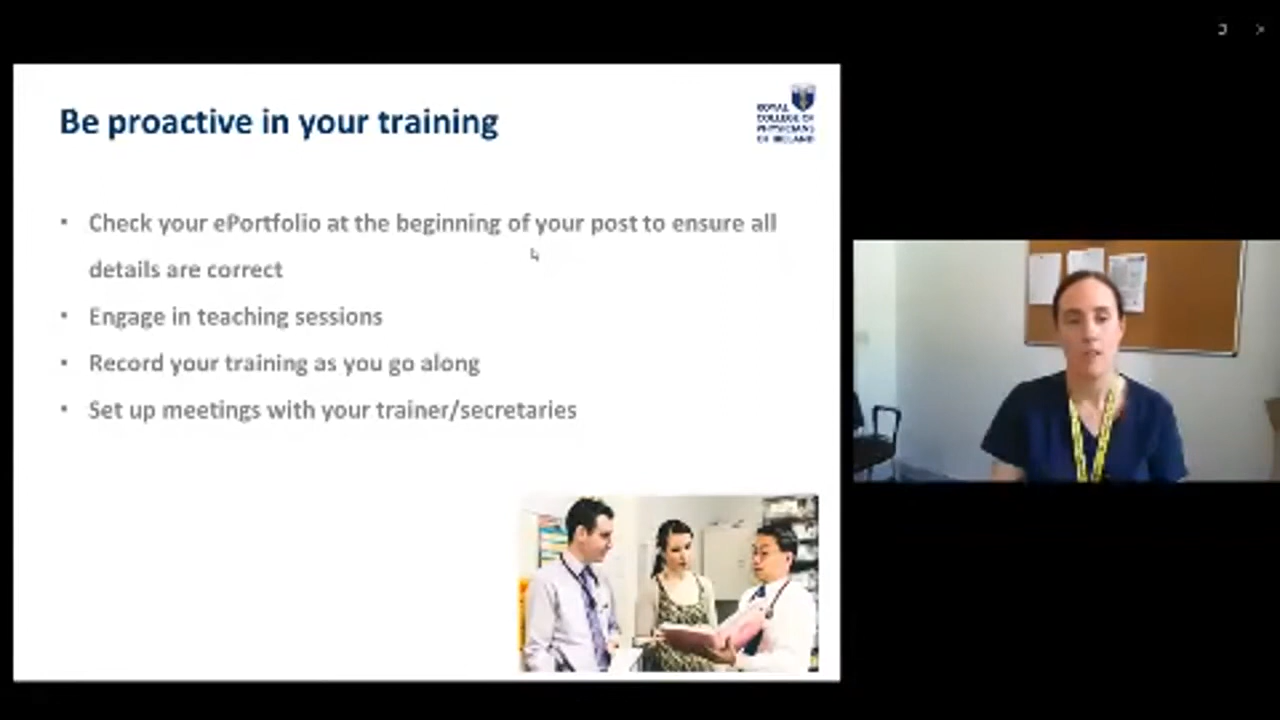 Be proactive in your training
ROYAL
COLLEGE OF
PHYSICIANS
OF IRELAND
• Check your ePortfolio at the beginning of your post to ensure all
details are correct
• Engage in teaching sessions
• Record your training as you go along
• Set up meetings with your trainer/secretaries